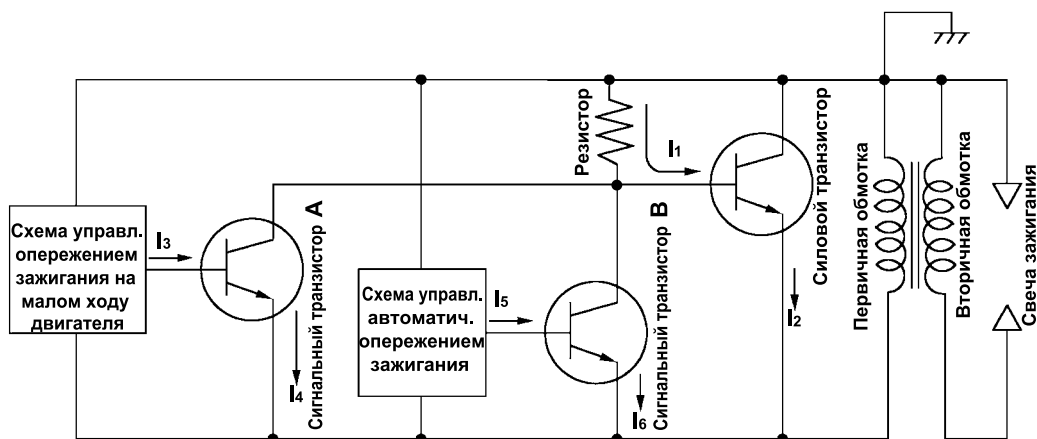 Схема управл.
опережением
зажигания на
малом ходу
двигателя
I3
I4
Сигнальный транзистор A
Схема управл.
автоматич.
опережением
зажигания
I5
I6
Сигнальный транзистор B
Резистор
I1
Силовой транзистор
I2
Первичная обмотка
Вторичная обмотка
Свеча зажигания